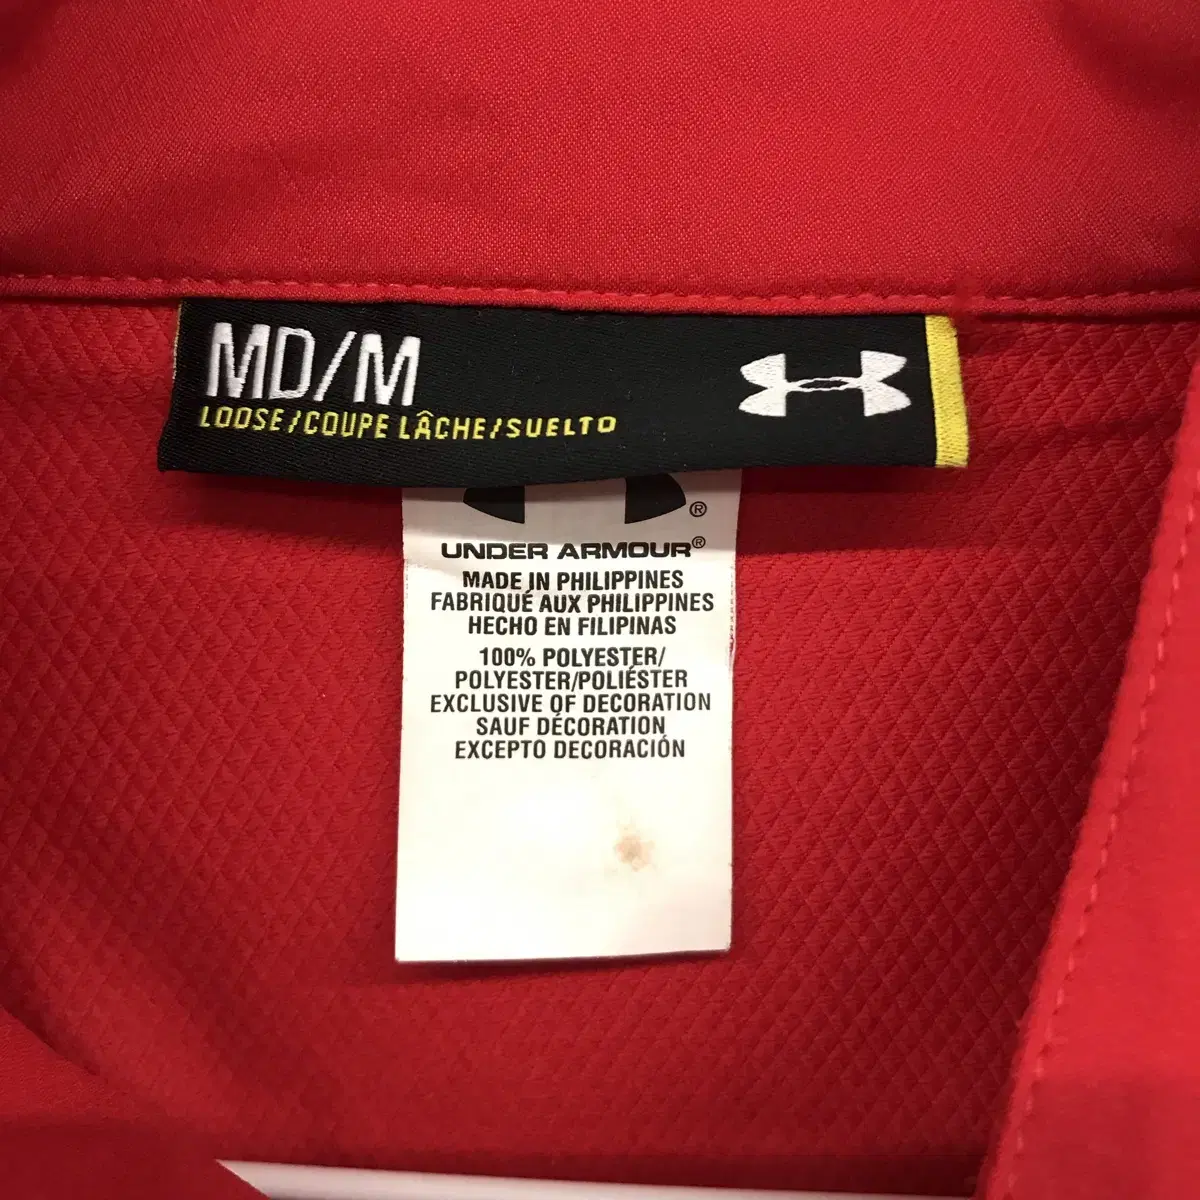 MD/M
LOOSE/COUPE LÂCHE/SUELTO
®
UNDER ARMOUR®
MADE IN PHILIPPINES
FABRIQUÉ AUX PHILIPPINES
HECHO EN FILIPINAS
100% POLYESTER/
POLYESTER/POLIÉSTER
EXCLUSIVE OF DECORATION
SAUF DÉCORATION
EXCEPTO DECORACIÓN